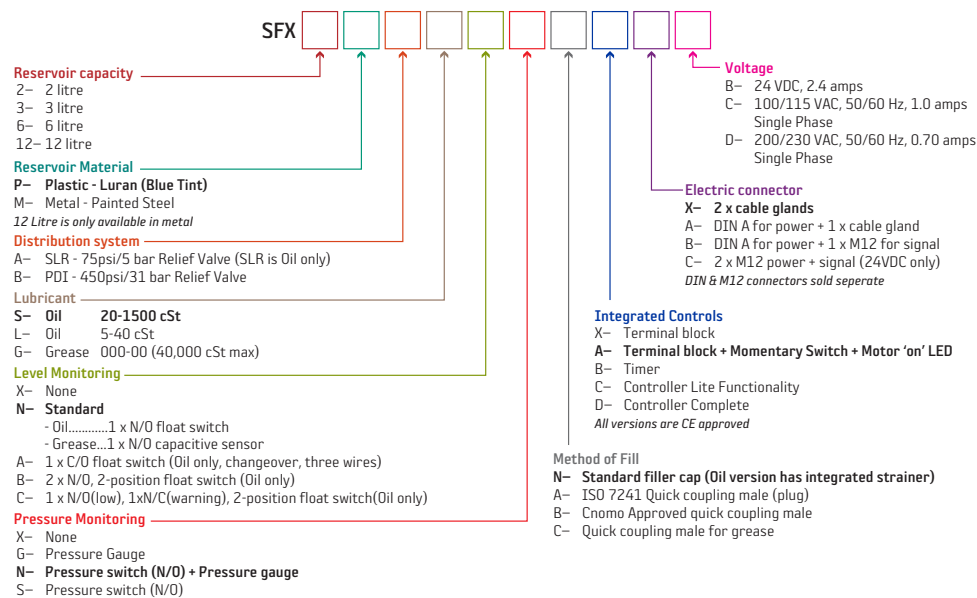 SFX
Reservoir capacity
2– 2 litre
3– 3 litre
6– 6 litre
12– 12 litre
Reservoir Material
P– Plastic - Luran (Blue Tint)
M– Metal - Painted Steel
12 Litre is only available in metal
Distribution system
A– SLR - 75psi/5 bar Relief Valve (SLR is Oil only)
B– PDI - 450psi/31 bar Relief Valve
Lubricant
S– Oil 20-1500 cSt
L– Oil 5-40 cSt
G– Grease 000-00 (40,000 cSt max)
Level Monitoring
X– None
N– Standard
- Oil............1 x N/O float switch
- Grease...1 x N/O capacitive sensor
A– 1 x C/O float switch (Oil only, changeover, three wires)
B– 2 x N/O, 2-position float switch (Oil only)
C– 1 x N/O(low), 1xN/C(warning), 2-position float switch(Oil only)
Pressure Monitoring
X– None
G– Pressure Gauge
N– Pressure switch (N/O) + Pressure gauge
S– Pressure switch (N/O)
Voltage
B– 24 VDC, 2.4 amps
C– 100/115 VAC, 50/60 Hz, 1.0 amps
Single Phase
D– 200/230 VAC, 50/60 Hz, 0.70 amps
Single Phase
Electric connector
X– 2 x cable glands
A– DIN A for power + 1 x cable gland
B– DIN A for power + 1 x M12 for signal
C– 2 x M12 power + signal (24VDC only)
DIN & M12 connectors sold seperate
Integrated Controls
X– Terminal block
A– Terminal block + Momentary Switch + Motor ‘on’ LED
B– Timer
C– Controller Lite Functionality
D– Controller Complete
All versions are CE approved
Method of Fill
N– Standard filler cap (Oil version has integrated strainer)
A– ISO 7241 Quick coupling male (plug)
B– Cnomo Approved quick coupling male
C– Quick coupling male for grease